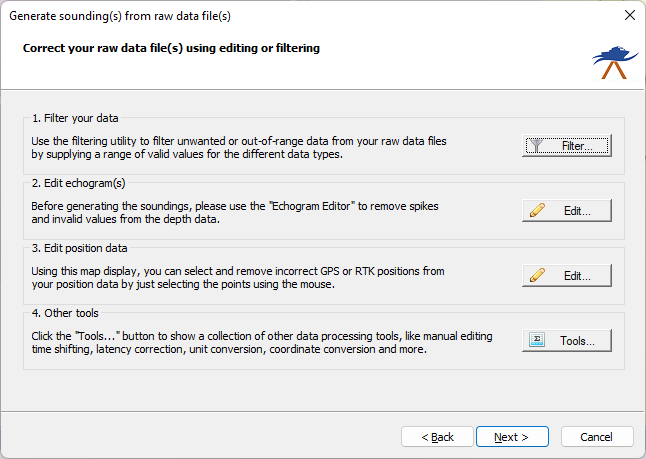 Generate sounding(s) from raw data file(s)
Correct your raw data file(s) using editing or filtering
1. Filter your data
Use the filtering utility to filter unwanted or out-of-range data from your raw data files
by supplying a range of valid values for the different data types.
Filter...
2. Edit echogram(s)
Before generating the soundings, please use the "Echogram Editor" to remove spikes
and invalid values from the depth data.
Edit...
3. Edit position data
Using this map display, you can select and remove incorrect GPS or RTK positions from
your position data by just selecting the points using the mouse.
Edit...
4. Other tools
Click the "Tools..." button to show a collection of other data processing tools, like manual editing
time shifting, latency correction, unit conversion, coordinate conversion and more.
Tools...
< Back
Next >
Cancel